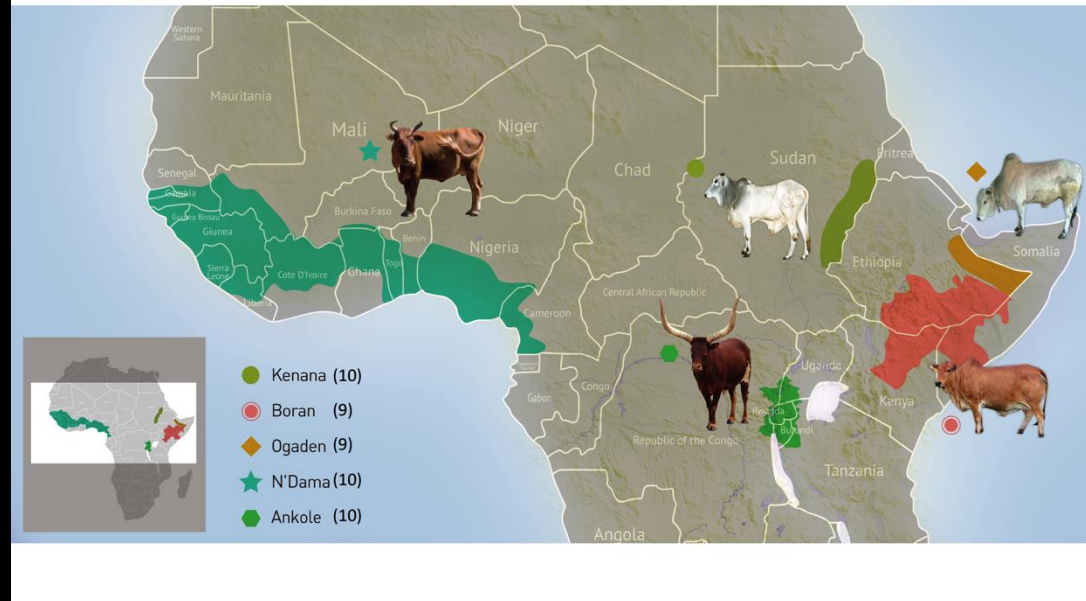 Western
Sahara
Mauritania
Mali
Niger
Chad
Sudan
Eritrea
Senegal
Gambia
Guinea Bissau
Giunea
Sierra
Leone
Liberia
Cote D'Ivoire
Burkina Faso
Ghana
Togo
Benin
Nigeria
Cameroon
Central African Republic
Ethiopia
Somalia
Gabon
Congo
Republic of the Congo
Uganda
Rwanda
Burundi
Kenya
Tanzania
Angola
Kenana (10)
Boran (9)
Ogaden (9)
N'Dama (10)
Ankole (10)